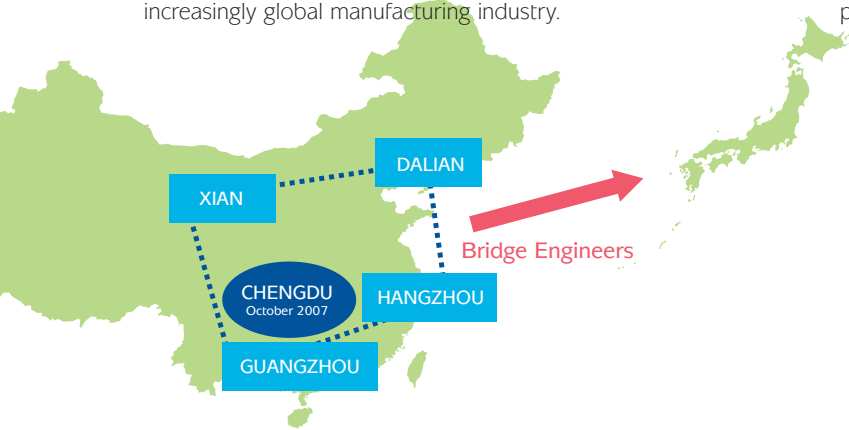 increasingly global manufacturing industry.
p
DALIAN
XIAN
Bridge Engineers
CHENGDU
October 2007
HANGZHOU
GUANGZHOU